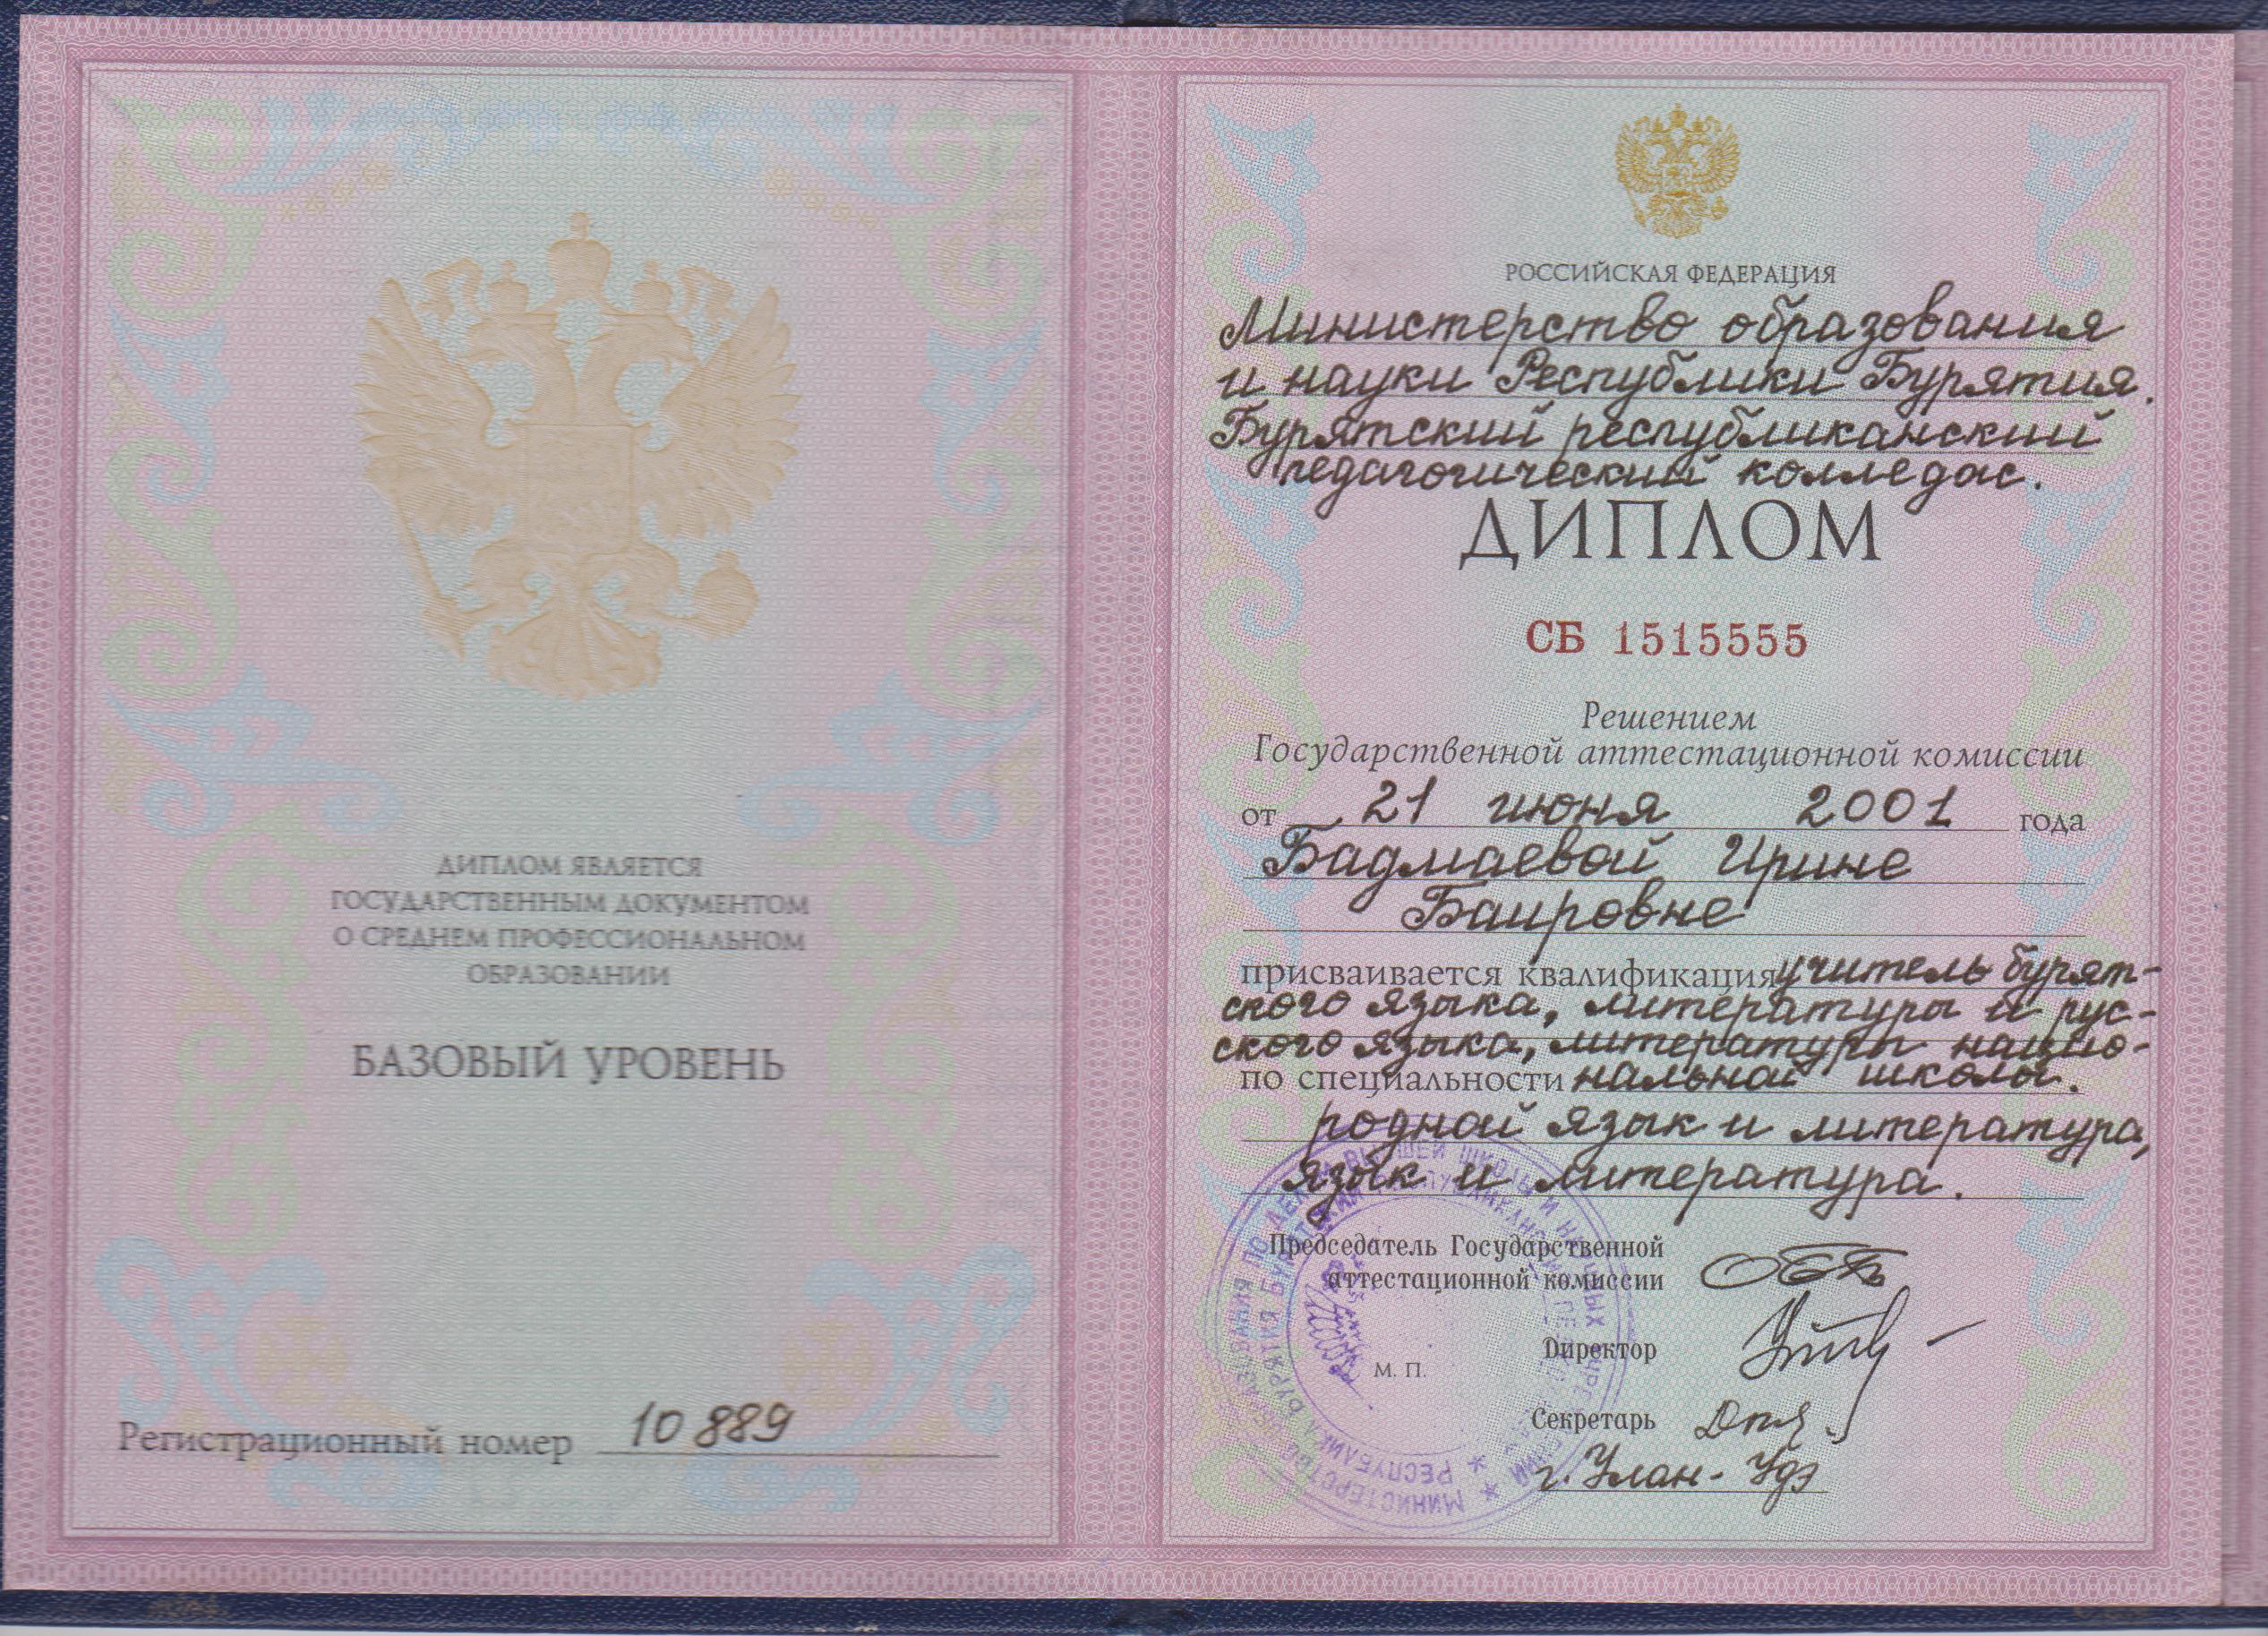 ДИПЛОМ ЯВЛЯЕТСЯ
ГОСУДАРСТВЕННЫМ ДОКУМЕНТОМ
О СРЕДНЕМ ПРОФЕССИОНАЛЬНОМ
ОБРАЗОВАНИИ
БАЗОВЫЙ УРОВЕНЬ
Регистрационный номер 10889
РОССИЙСКАЯ ФЕДЕРАЦИЯ
Министерство образования
и науки Республики Бурятия.
Бурятский республиканский
педагогический колледж.
ДИПЛОМ
СБ 1515555
Решением
Государственной аттестационной комиссии
от 21 июня 2001 года
Бадмаевой Ирине
Баировне
присваивается квалификация учитель бурят-
ского языка, литературы и рус-
ского языка, литературы нацио-
по специальности нальной школы.
родной язык и литература,
язык и литература.
Председатель Государственной
аттестационной комиссии
Директор
М. П.
Секретарь
г. Улан-Удэ